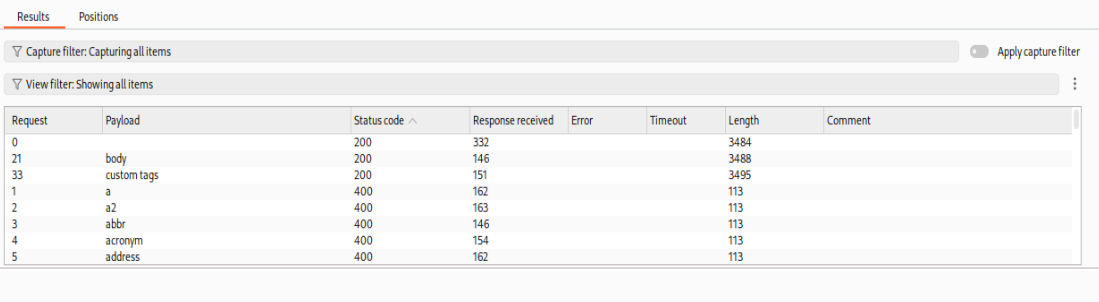 Results Positions
Capture filter: Capturing all items Apply capture filter
View filter: Showing all items
Request Payload Status code Response received Error Timeout Length Comment
0 200 332 3484
21 body 200 146 3488
33 custom tags 200 151 3495
1 a 400 162 113
2 a2 400 163 113
3 abbr 400 146 113
4 acronym 400 154 113
5 address 400 162 113